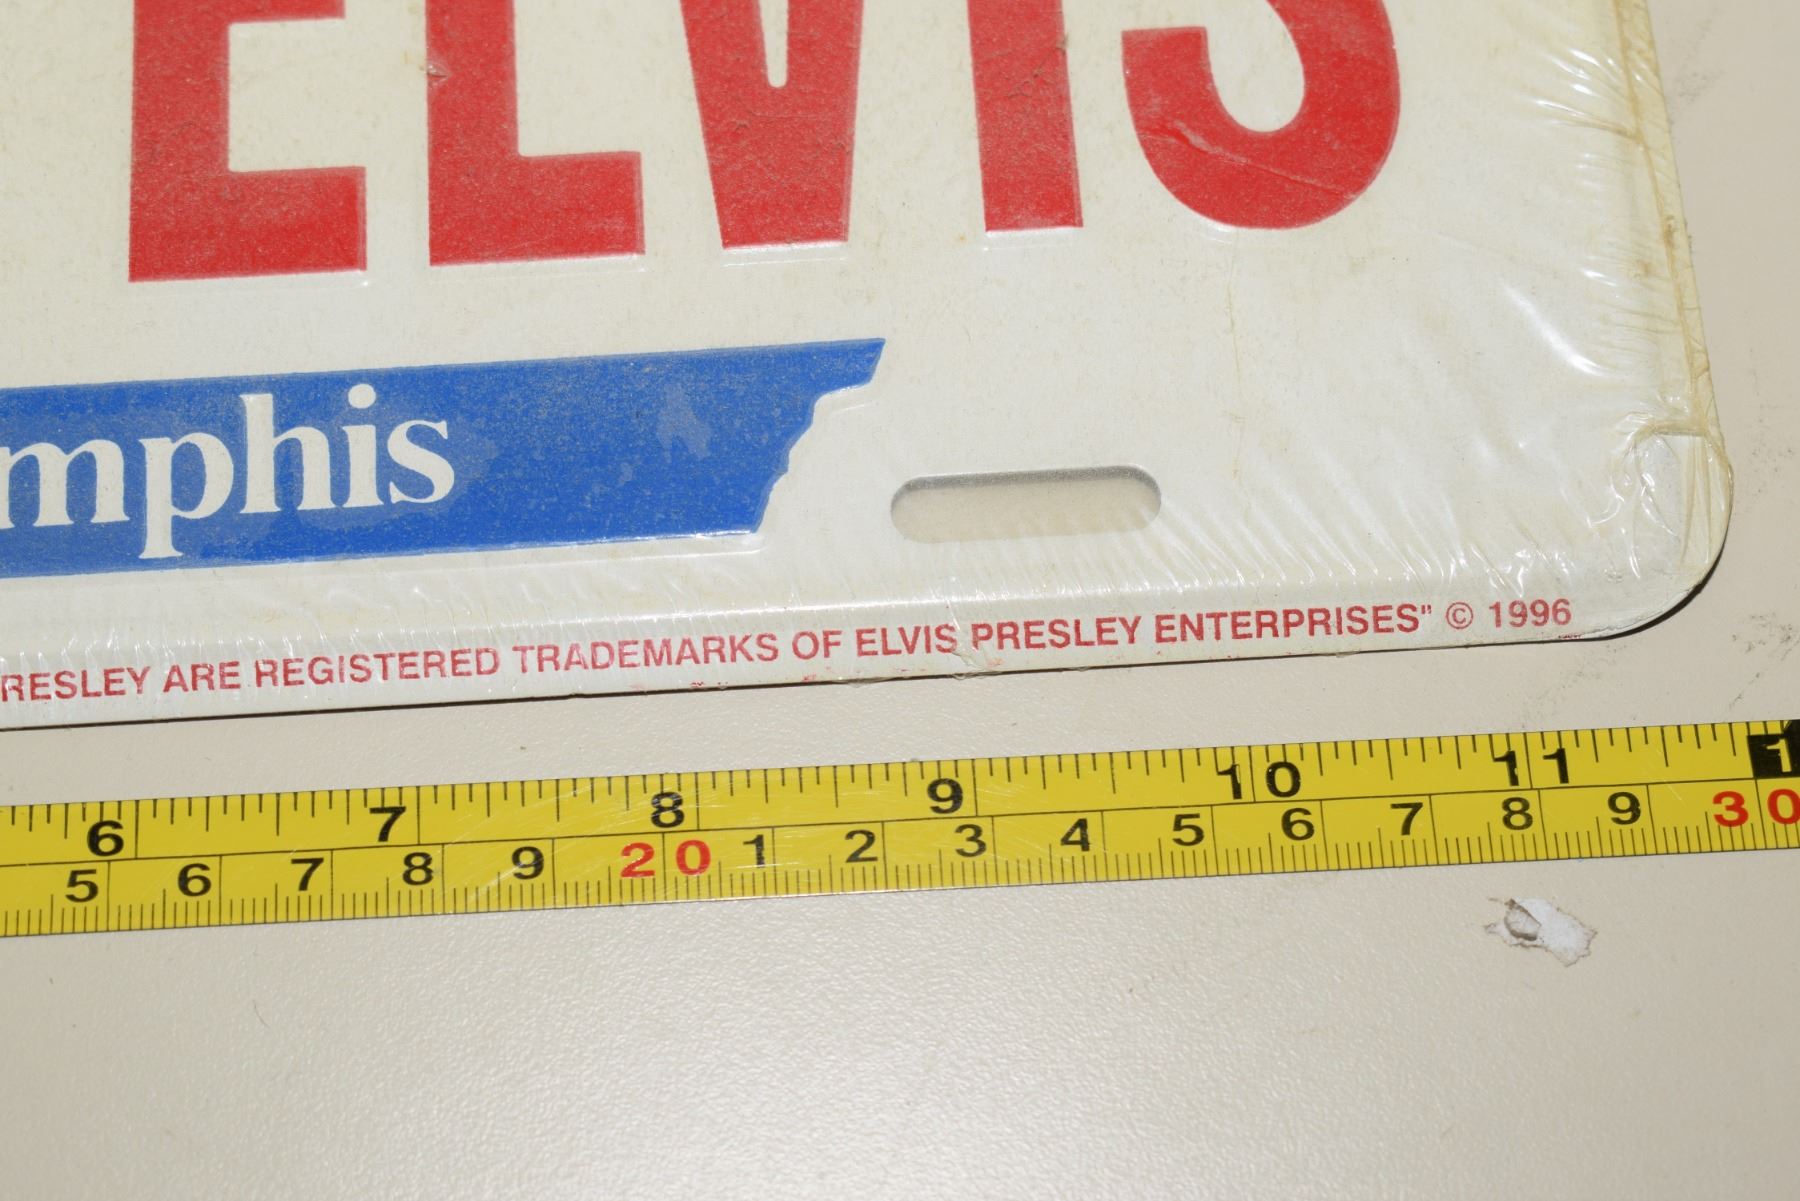 ELVIS
mphis
RESLEY ARE REGISTERED TRADEMARKS OF ELVIS PRESLEY ENTERPRISES" © 1996
6 7 8 9 10 11 1
5 6 7 8 9 20 1 2 3 4 5 6 7 8 9 30